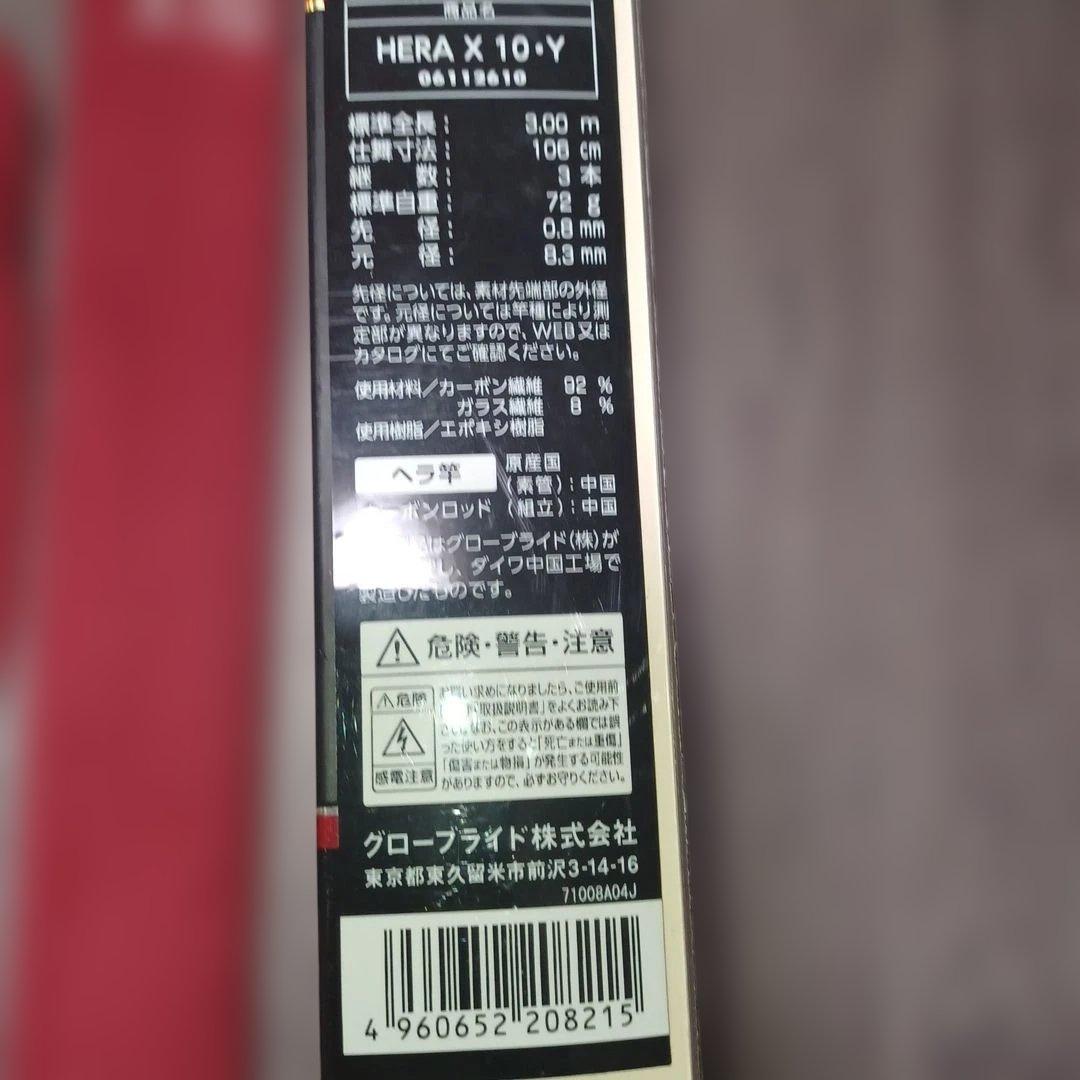 商品名
HERA X 10・Y
06112610
標準全長： 3.00 m
仕舞寸法： 106 cm
継 数： 3 本
標準自重： 72 g
先 径： 0.8 mm
元 径： 8.3 mm
先径については、素材先端部の外径
です。元径については竿種により測
定部が異なりますので、WEB又は
カタログにてご確認ください。
使用材料／カーボン繊維 92 %
ガラス繊維 8 %
使用樹脂／エポキシ樹脂
ヘラ竿
原産国
（素管）：中国
ーボンロッド （組立）：中国
はグローブライド(株)が
し、ダイワ中国工場で
製造したものです。
危険・警告・注意
危険
感電注意
お買い求めになりましたら、ご使用前
取扱説明書」をよくお読み下
さい。なお、この表示がある欄では誤
った使い方をすると「死亡または重傷」
「傷害または物損」が発生する可能性
がありますので、必ずお守りください。
グローブライド株式会社
東京都東久留米市前沢3-14-16
71008A04J
4 960652 208215